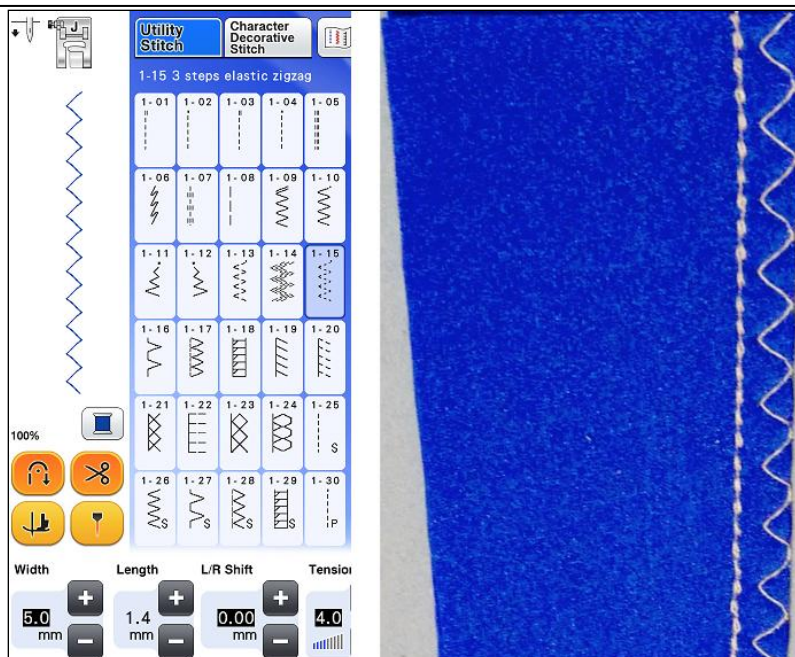 J
Utility
Stitch
Character
Decorative
Stitch
1-15 3 steps elastic zigzag
1-01 1-02 1-03 1-04 1-05
1-06 1-07 1-08 1-09 1-10
1-11 1-12 1-13 1-14 1-15
1-16 1-17 1-18 1-19 1-20
1-21 1-22 1-23 1-24 1-25
S
1-26 1-27 1-28 1-29 1-30
S S S S P
100%
Width Length L/R Shift Tension
5.0 1.4 0.00 4.0
mm mm mm
+ + +
- - -